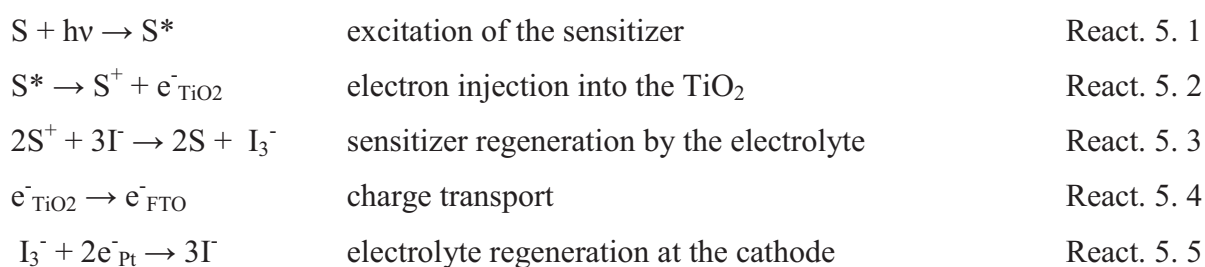 S + hν → S* excitation of the sensitizer React. 5. 1
S* → S⁺ + e⁻TiO2 electron injection into the TiO₂ React. 5. 2
2S⁺ + 3I⁻ → 2S + I₃⁻ sensitizer regeneration by the electrolyte React. 5. 3
e⁻TiO2 → e⁻FTO charge transport React. 5. 4
I₃⁻ + 2e⁻Pt → 3I⁻ electrolyte regeneration at the cathode React. 5. 5